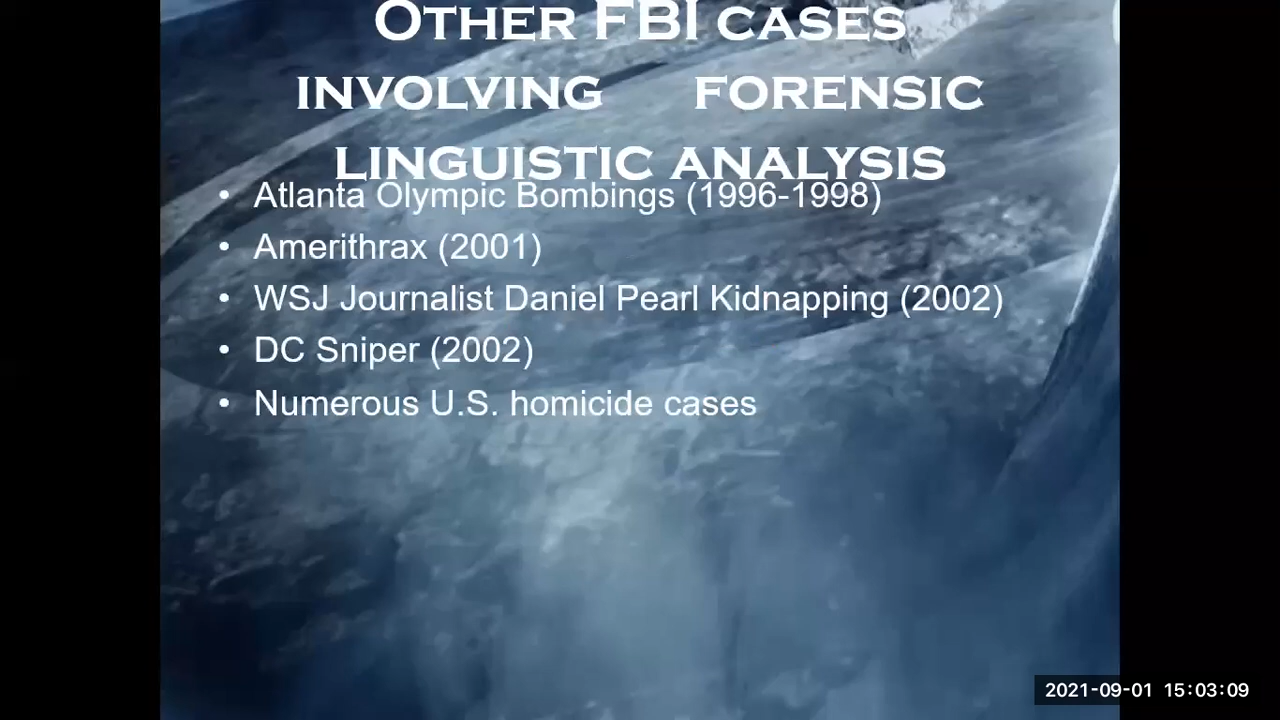 OTHER FBI CASES
INVOLVING FORENSIC
LINGUISTIC ANALYSIS
• Atlanta Olympic Bombings (1996-1998)
• Amerithrax (2001)
• WSJ Journalist Daniel Pearl Kidnapping (2002)
• DC Sniper (2002)
• Numerous U.S. homicide cases
2021-09-01 15:03:09